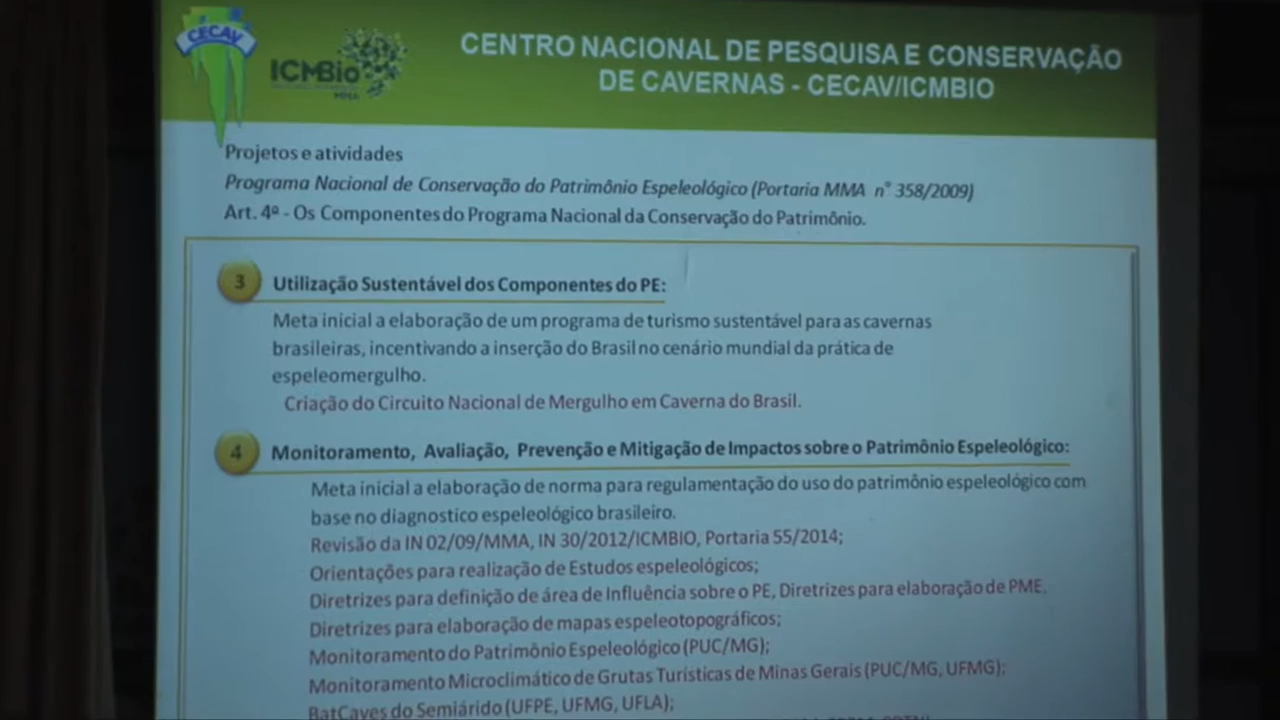 CECAV
ICMBio
CENTRO NACIONAL DE PESQUISA E CONSERVAÇÃO
DE CAVERNAS - CECAV/ICMBIO
Projetos e atividades
Programa Nacional de Conservação do Patrimônio Espeleológico (Portaria MMA n° 358/2009)
Art. 4º - Os Componentes do Programa Nacional da Conservação do Patrimônio.
3 Utilização Sustentável dos Componentes do PE:
Meta inicial a elaboração de um programa de turismo sustentável para as cavernas
brasileiras, incentivando a inserção do Brasil no cenário mundial da prática de
espeleomergulho.
Criação do Circuito Nacional de Mergulho em Caverna do Brasil.
4 Monitoramento, Avaliação, Prevenção e Mitigação de Impactos sobre o Patrimônio Espeleológico:
Meta inicial a elaboração de norma para regulamentação do uso do patrimônio espeleológico com
base no diagnostico espeleológico brasileiro.
Revisão da IN 02/09/MMA, IN 30/2012/ICMBIO, Portaria 55/2014;
Orientações para realização de Estudos espeleológicos;
Diretrizes para definição de área de Influência sobre o PE, Diretrizes para elaboração de PME,
Diretrizes para elaboração de mapas espeleotopográficos;
Monitoramento do Patrimônio Espeleológico (PUC/MG);
Monitoramento Microclimático de Grutas Turísticas de Minas Gerais (PUC/MG, UFMG);
BatCaves do Semiárido (UFPE, UFMG, UFLA);